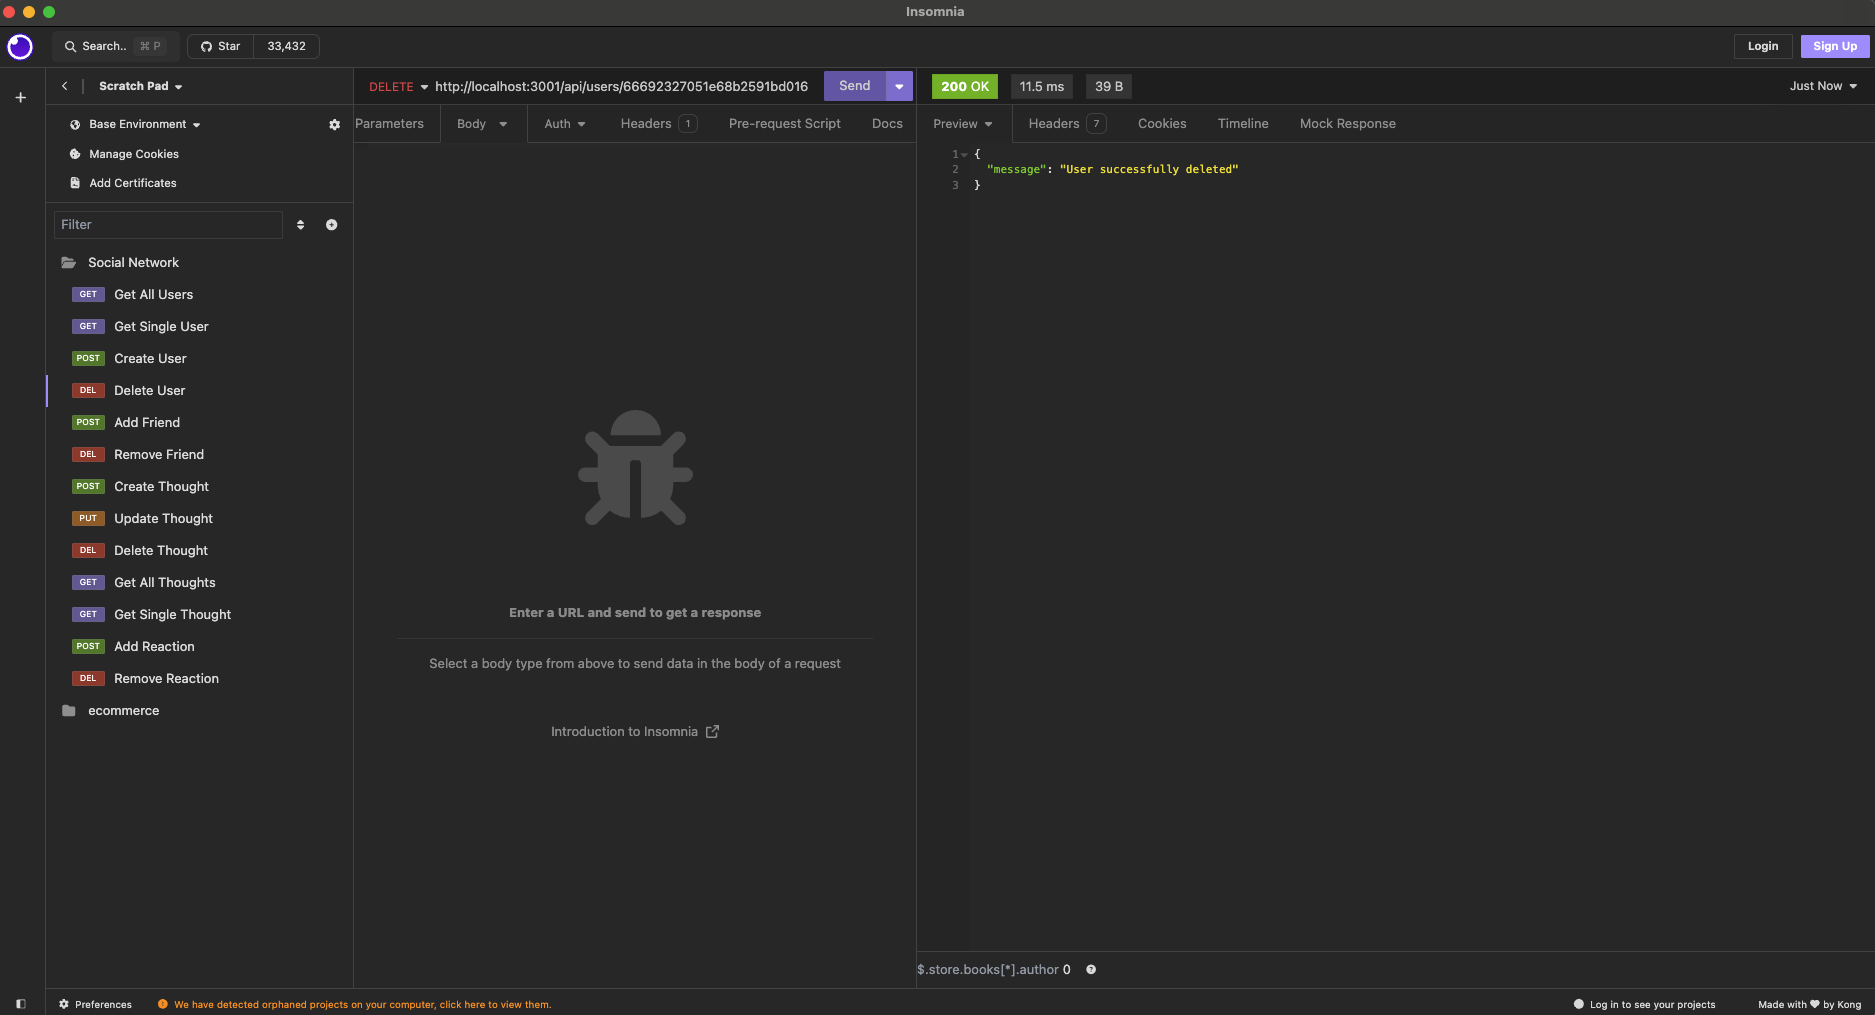 Insomnia
Search.. ⌘ P
Star 33,432
Login
Sign Up
Scratch Pad
DELETE http://localhost:3001/api/users/66692327051e68b2591bd016 Send
200 OK 11.5 ms 39 B
Just Now
Base Environment
Manage Cookies
Add Certificates
Parameters Body Auth Headers 1 Pre-request Script Docs
Preview Headers 7 Cookies Timeline Mock Response
1 {
2 "message": "User successfully deleted"
3 }
Filter
Social Network
GET Get All Users
GET Get Single User
POST Create User
DEL Delete User
POST Add Friend
DEL Remove Friend
POST Create Thought
PUT Update Thought
DEL Delete Thought
GET Get All Thoughts
GET Get Single Thought
POST Add Reaction
DEL Remove Reaction
ecommerce
Enter a URL and send to get a response
Select a body type from above to send data in the body of a request
Introduction to Insomnia
$.store.books[*].author 0
Preferences
We have detected orphaned projects on your computer, click here to view them.
Log in to see your projects
Made with ♥ by Kong